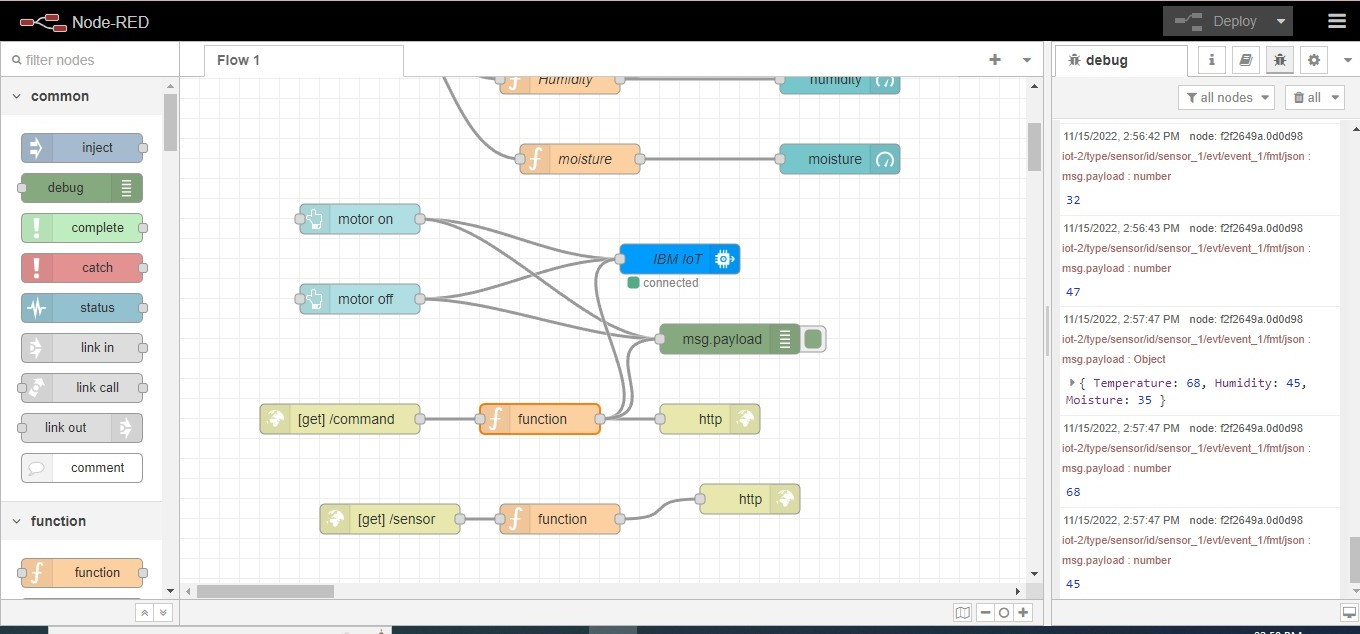 Node-RED
Deploy
filter nodes
Flow 1
debug
i
all nodes
all
common
inject
debug
complete
catch
status
link in
link call
link out
comment
function
function
Humidity
humidity
moisture
moisture
motor on
motor off
IBM IoT
connected
msg.payload
[get] /command
function
http
[get] /sensor
function
http
11/15/2022, 2:56:42 PM node: f2f2649a.0d0d98
iot-2/type/sensor/id/sensor_1/evt/event_1/fmt/json :
msg.payload : number
32
11/15/2022, 2:56:43 PM node: f2f2649a.0d0d98
iot-2/type/sensor/id/sensor_1/evt/event_1/fmt/json :
msg.payload : number
47
11/15/2022, 2:57:47 PM node: f2f2649a.0d0d98
iot-2/type/sensor/id/sensor_1/evt/event_1/fmt/json :
msg.payload : Object
{ Temperature: 68, Humidity: 45,
Moisture: 35 }
11/15/2022, 2:57:47 PM node: f2f2649a.0d0d98
iot-2/type/sensor/id/sensor_1/evt/event_1/fmt/json :
msg.payload : number
68
11/15/2022, 2:57:47 PM node: f2f2649a.0d0d98
iot-2/type/sensor/id/sensor_1/evt/event_1/fmt/json :
msg.payload : number
45